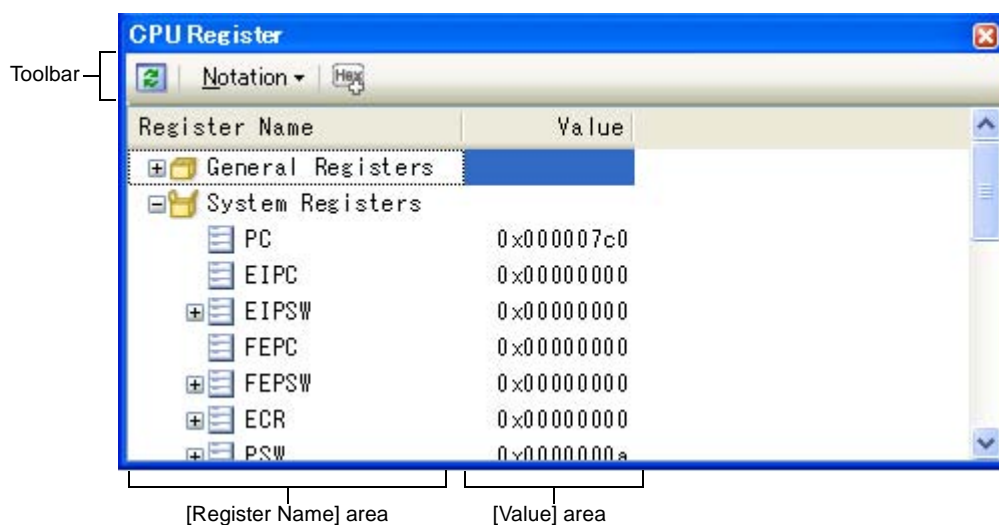 CPU Register
Toolbar
Notation
Hex
Register Name Value
General Registers
System Registers
PC 0x000007c0
EIPC 0x00000000
EIPSW 0x00000000
FEPC 0x00000000
FEPSW 0x00000000
ECR 0x00000000
PSW 0x0000000a
[Register Name] area [Value] area